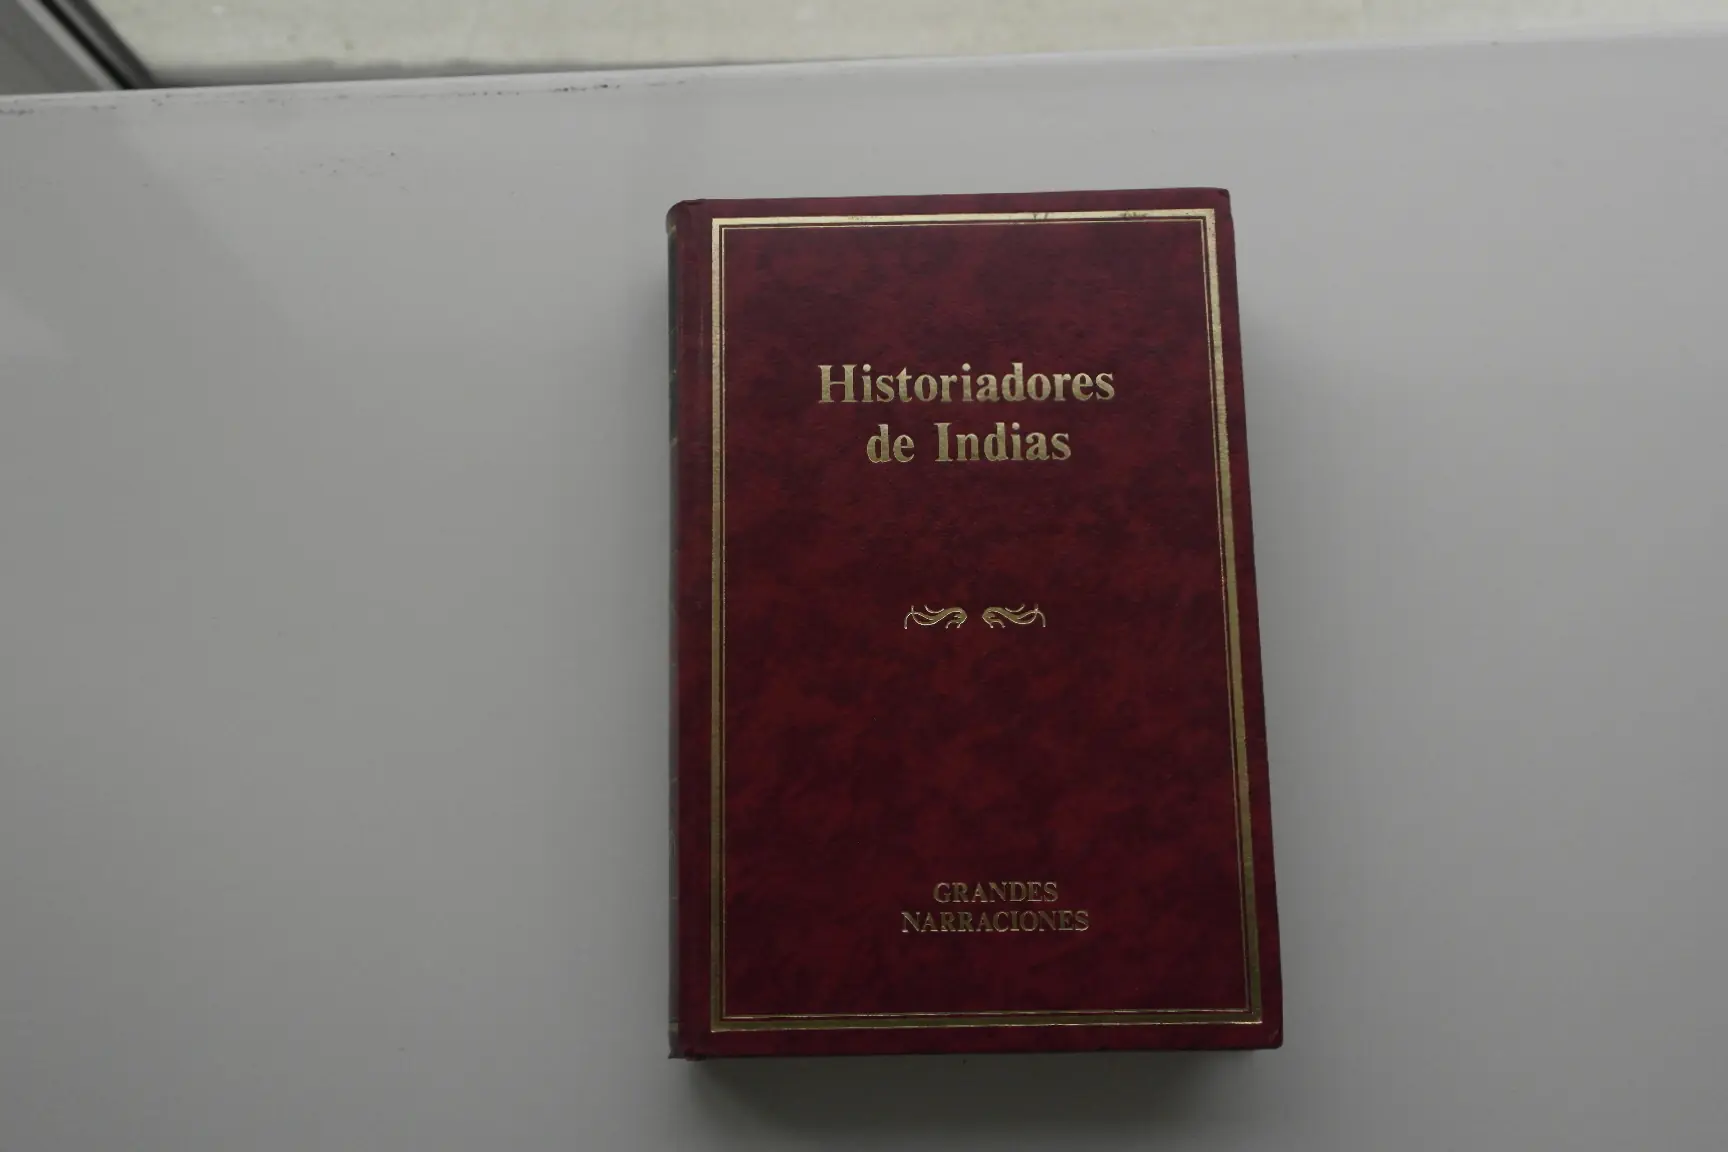 Historiadores
de Indias
GRANDES
NARRACIONES